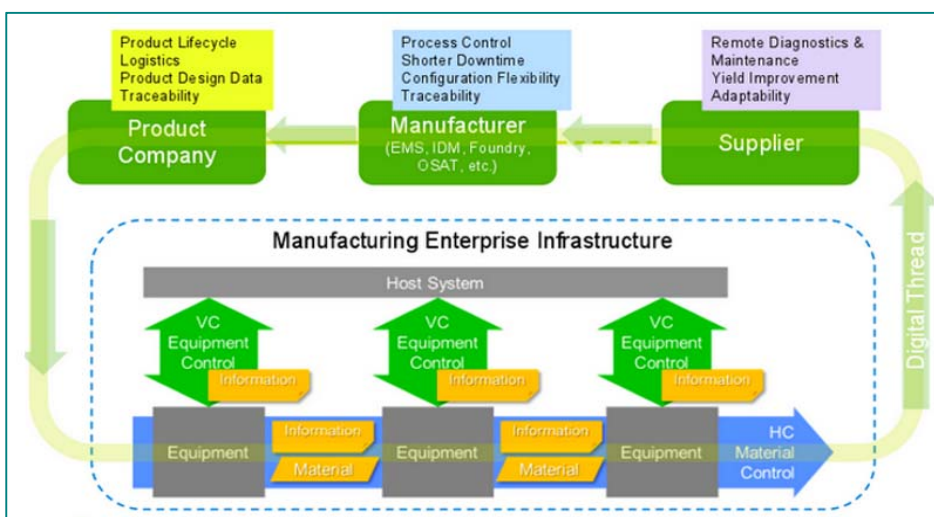 Product Lifecycle
Logistics
Product Design Data
Traceability
Process Control
Shorter Downtime
Configuration Flexibility
Traceability
Remote Diagnostics &
Maintenance
Yield Improvement
Adaptability
Product
Company
Manufacturer
(EMS, IDM, Foundry,
OSAT, etc.)
Supplier
Manufacturing Enterprise Infrastructure
Host System
VC
Equipment
Control
Information
VC
Equipment
Control
Information
VC
Equipment
Control
Information
Equipment
Information
Material
Equipment
Information
Material
Equipment
HC
Material
Control
Digital Thread